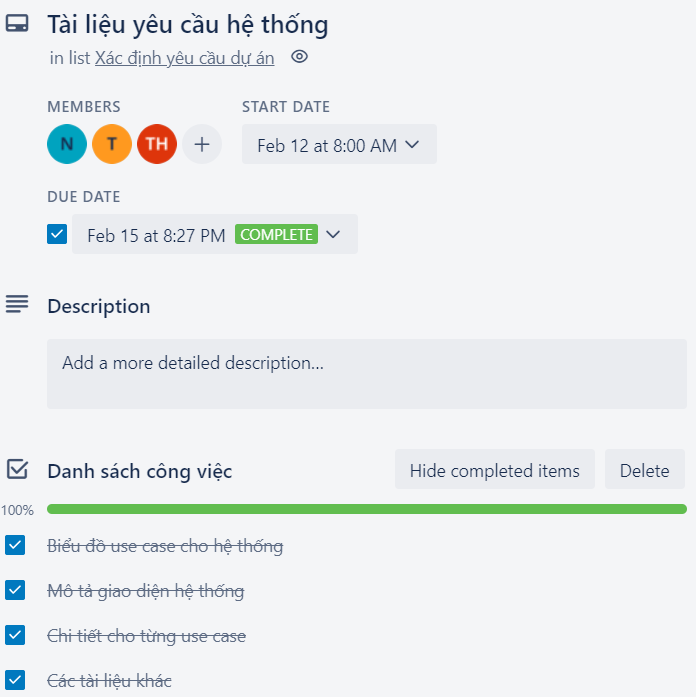 Tài liệu yêu cầu hệ thống
in list Xác định yêu cầu dự án
MEMBERS
START DATE
N T TH +
Feb 12 at 8:00 AM
DUE DATE
Feb 15 at 8:27 PM COMPLETE
Description
Add a more detailed description...
Danh sách công việc
Hide completed items
Delete
100%
Biểu đồ use case cho hệ thống
Mô tả giao diện hệ thống
Chi tiết cho từng use case
Các tài liệu khác